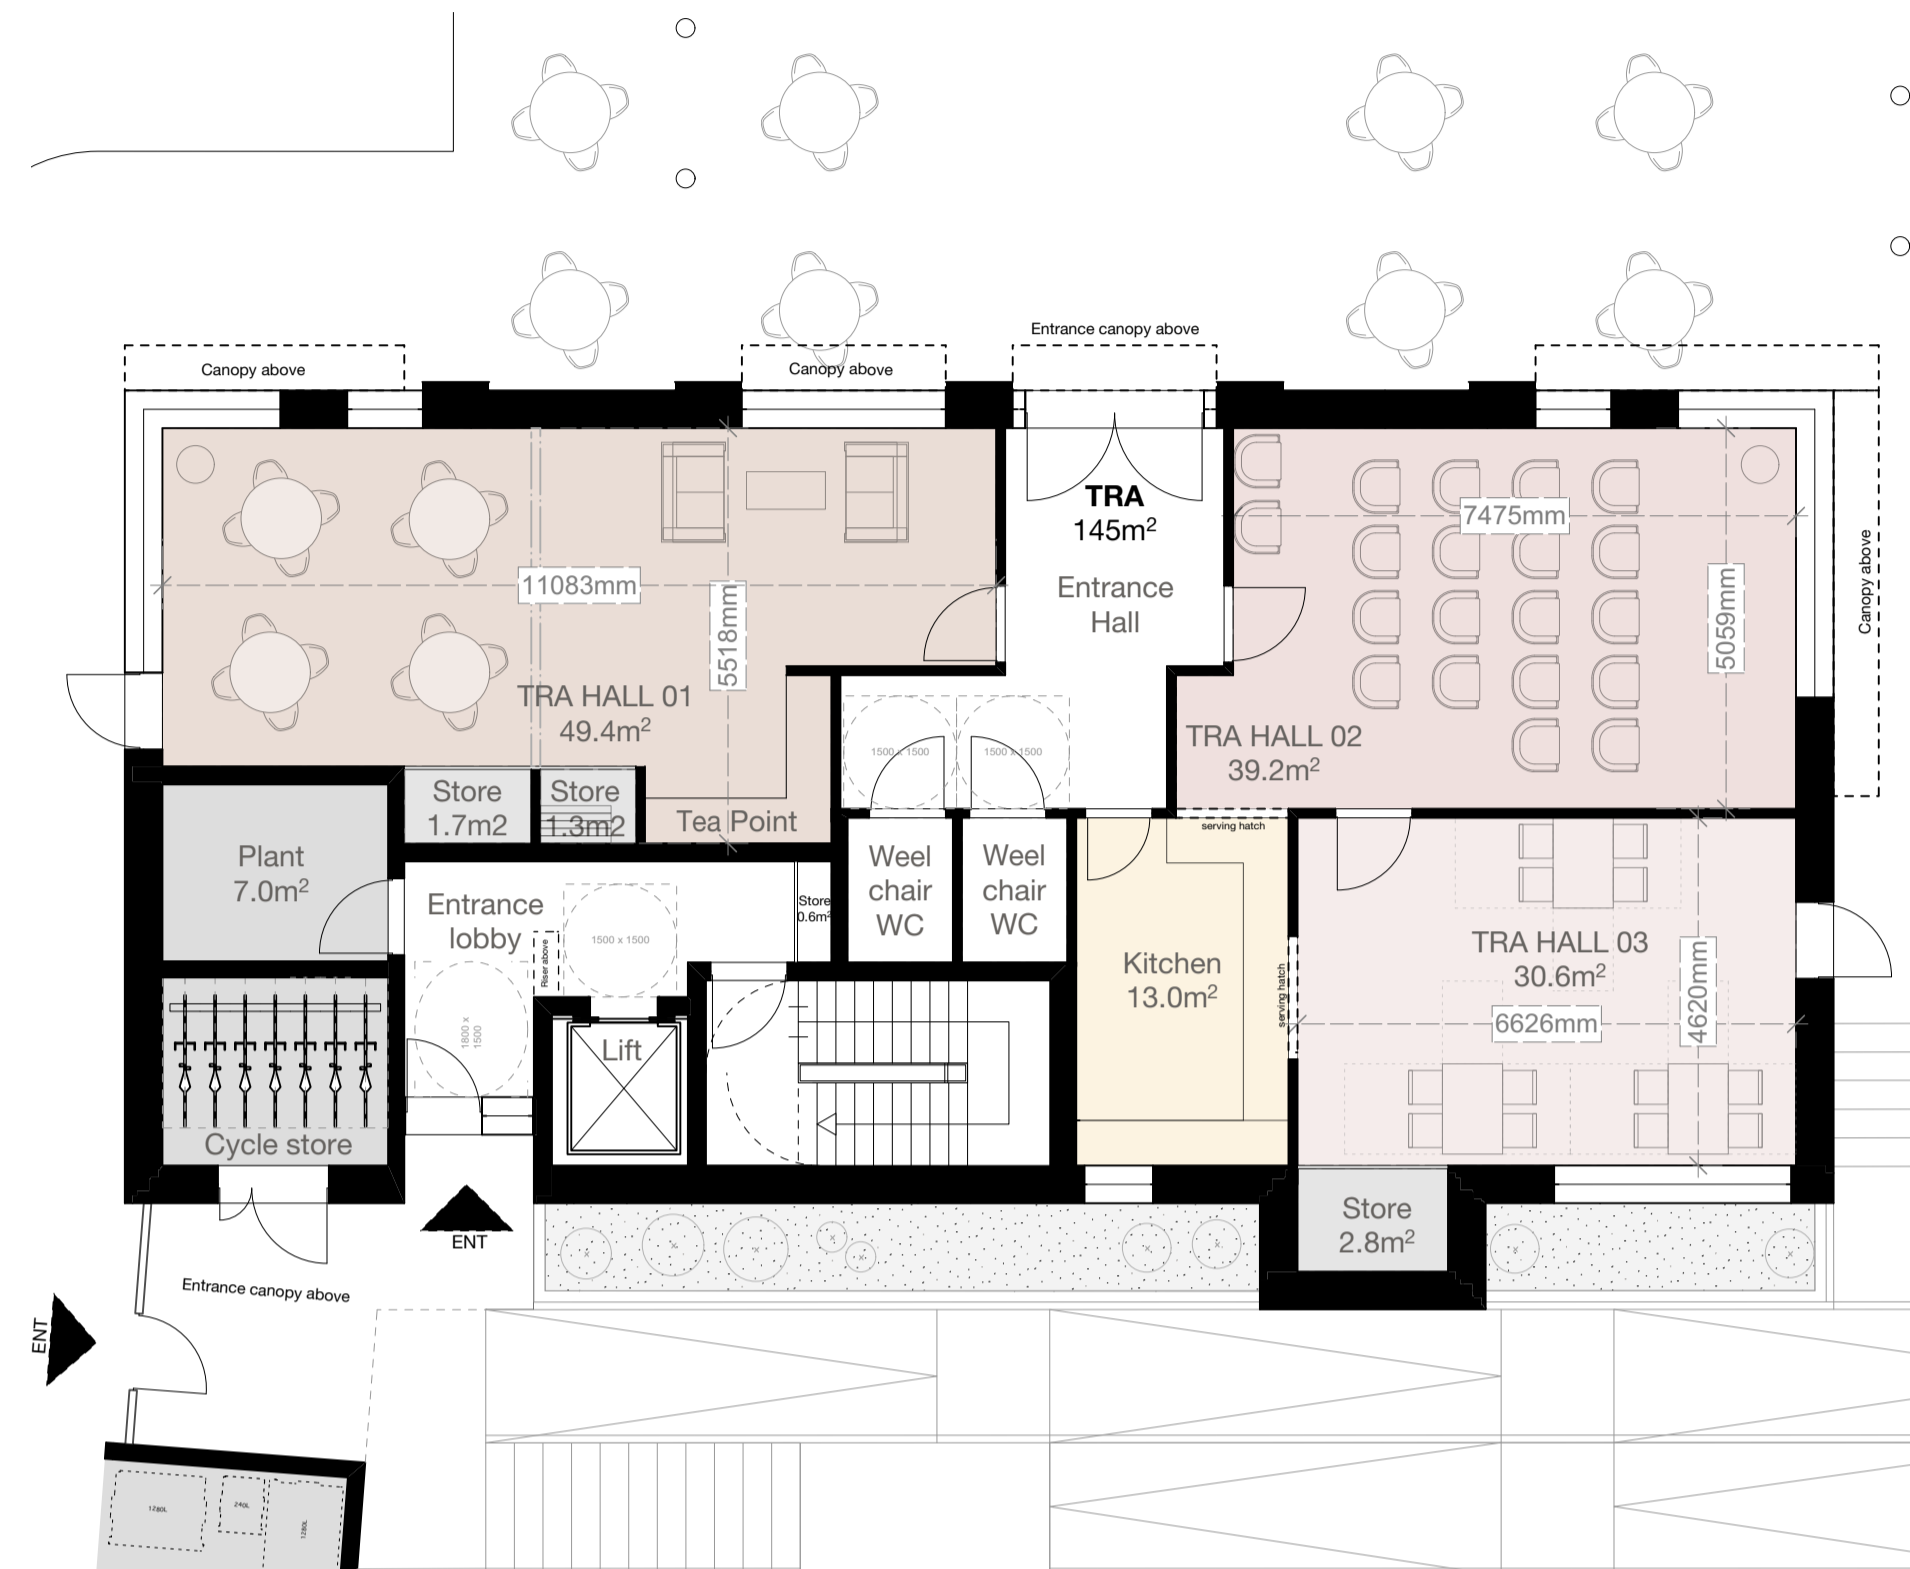 Entrance canopy above
Canopy above
Canopy above
TRA
145m²
Entrance
Hall
7475mm
11083mm
5518mm
5059mm
Canopy above
TRA HALL 01
49.4m²
TRA HALL 02
39.2m²
1500 x 1500
1500 x 1500
Store
1.7m2
Store
1.3m2
Tea Point
serving hatch
Plant
7.0m²
Entrance
lobby
Riser above
1500 x 1500
Store
0.6m²
Weel
chair
WC
Weel
chair
WC
Kitchen
13.0m²
serving hatch
TRA HALL 03
30.6m²
6626mm
4620mm
1800 x
1500
Lift
Cycle store
Store
2.8m²
ENT
Entrance canopy above
ENT
1280L
240L
1280L